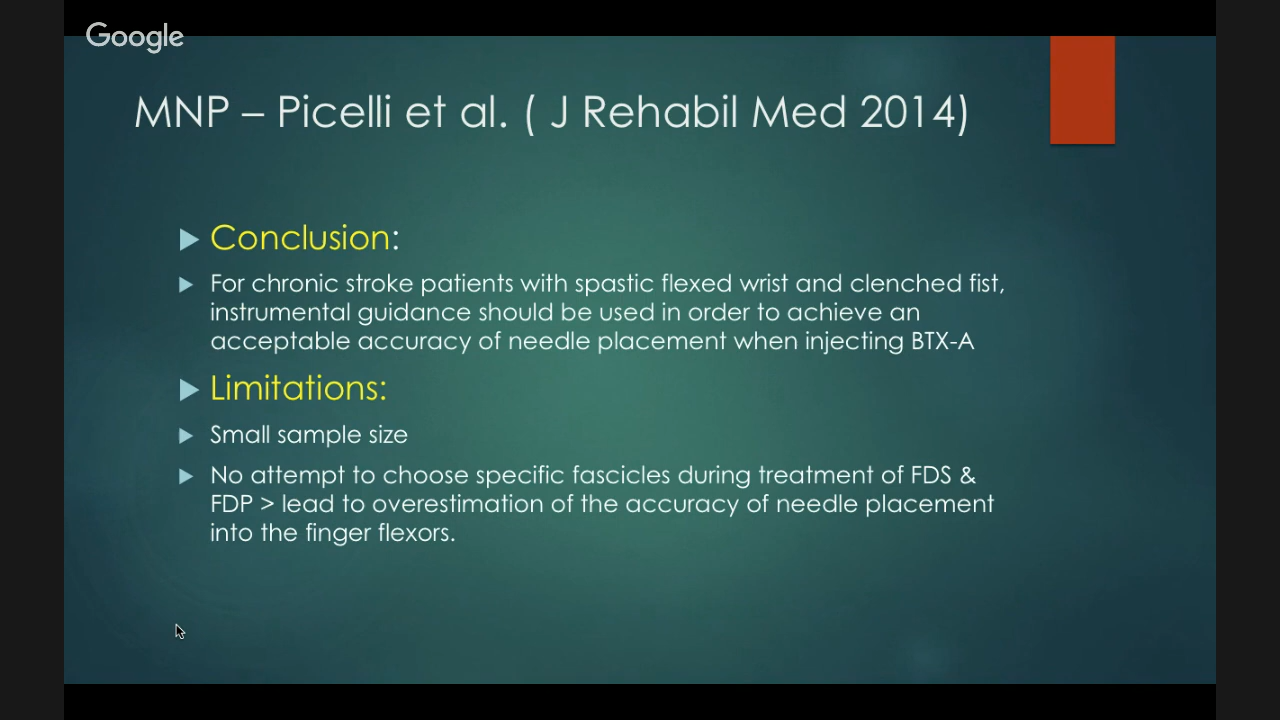 Google
MNP – Picelli et al. ( J Rehabil Med 2014)
Conclusion:
For chronic stroke patients with spastic flexed wrist and clenched fist,
instrumental guidance should be used in order to achieve an
acceptable accuracy of needle placement when injecting BTX-A
Limitations:
Small sample size
No attempt to choose specific fascicles during treatment of FDS &
FDP > lead to overestimation of the accuracy of needle placement
into the finger flexors.